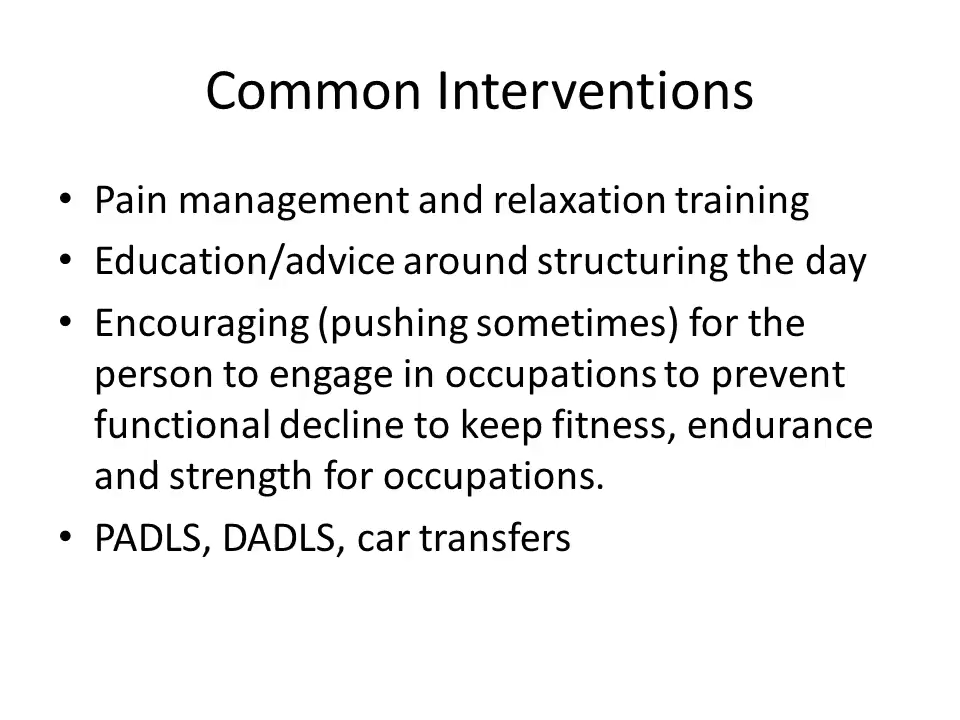 Common Interventions
• Pain management and relaxation training
• Education/advice around structuring the day
• Encouraging (pushing sometimes) for the
person to engage in occupations to prevent
functional decline to keep fitness, endurance
and strength for occupations.
• PADLS, DADLS, car transfers